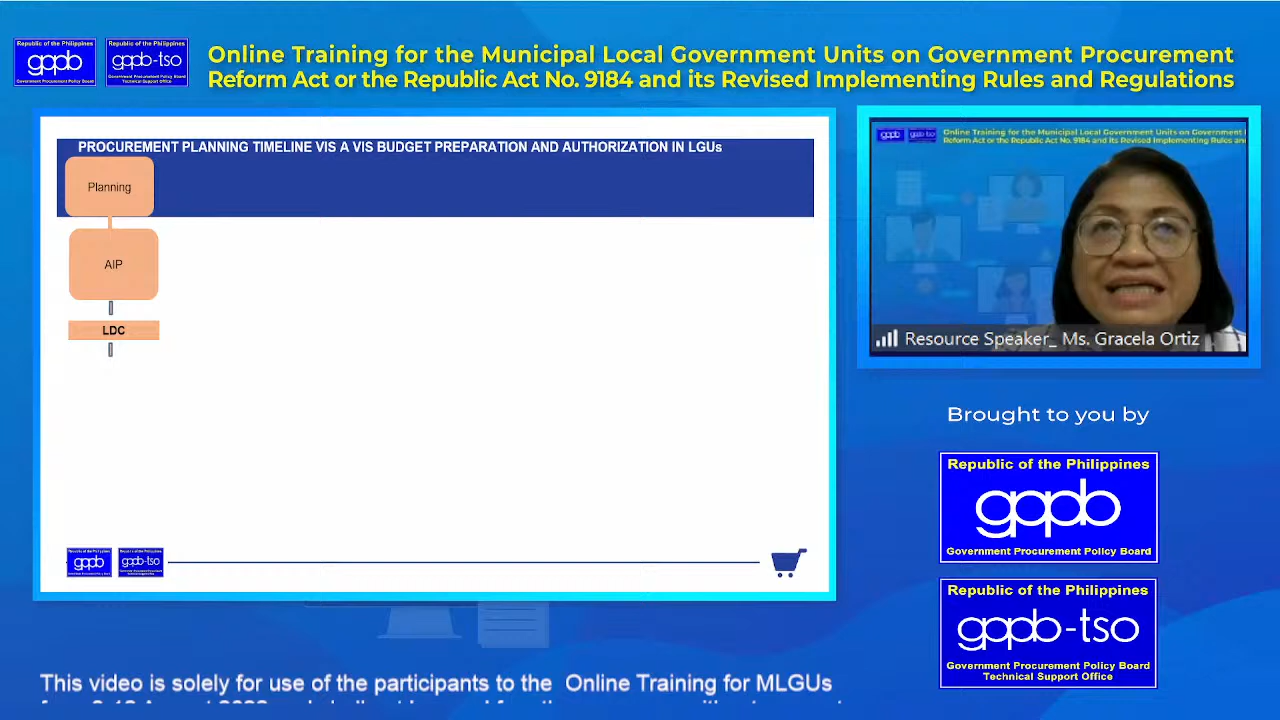 Republic of the Philippines
gppb
Government Procurement Policy Board
Republic of the Philippines
gppb-tso
Government Procurement Policy Board
Technical Support Office
Online Training for the Municipal Local Government Units on Government Procurement
Reform Act or the Republic Act No. 9184 and its Revised Implementing Rules and Regulations
PROCUREMENT PLANNING TIMELINE VIS A VIS BUDGET PREPARATION AND AUTHORIZATION IN LGUs
Planning
AIP
LDC
gppb
gppb-tso
gppb
gppb-tso
Online Training for the Municipal Local Government Units on Government
Reform Act or the Republic Act No. 9184 and its Revised Implementing Rules and
Resource Speaker_ Ms. Gracela Ortiz
Brought to you by
Republic of the Philippines
gppb
Government Procurement Policy Board
Republic of the Philippines
gppb-tso
Government Procurement Policy Board
Technical Support Office
This video is solely for use of the participants to the Online Training for MLGUs